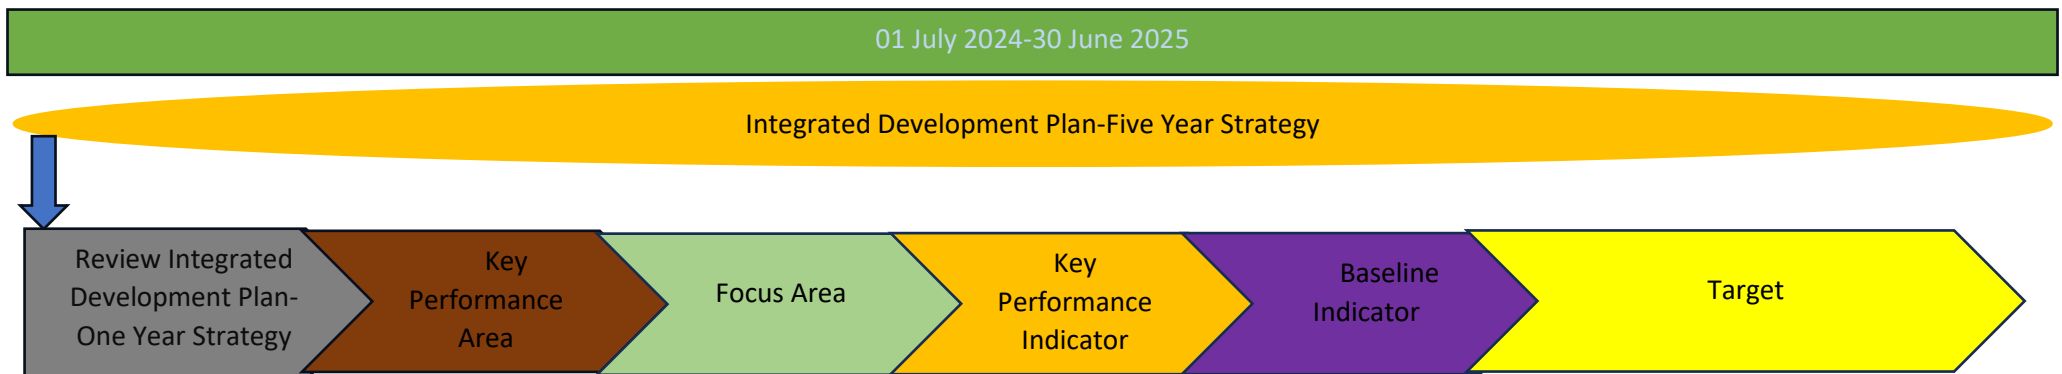 01 July 2024-30 June 2025
Integrated Development Plan-Five Year Strategy
Review Integrated
Development Plan-
One Year Strategy
Key
Performance
Area
Focus Area
Key
Performance
Indicator
Baseline
Indicator
Target